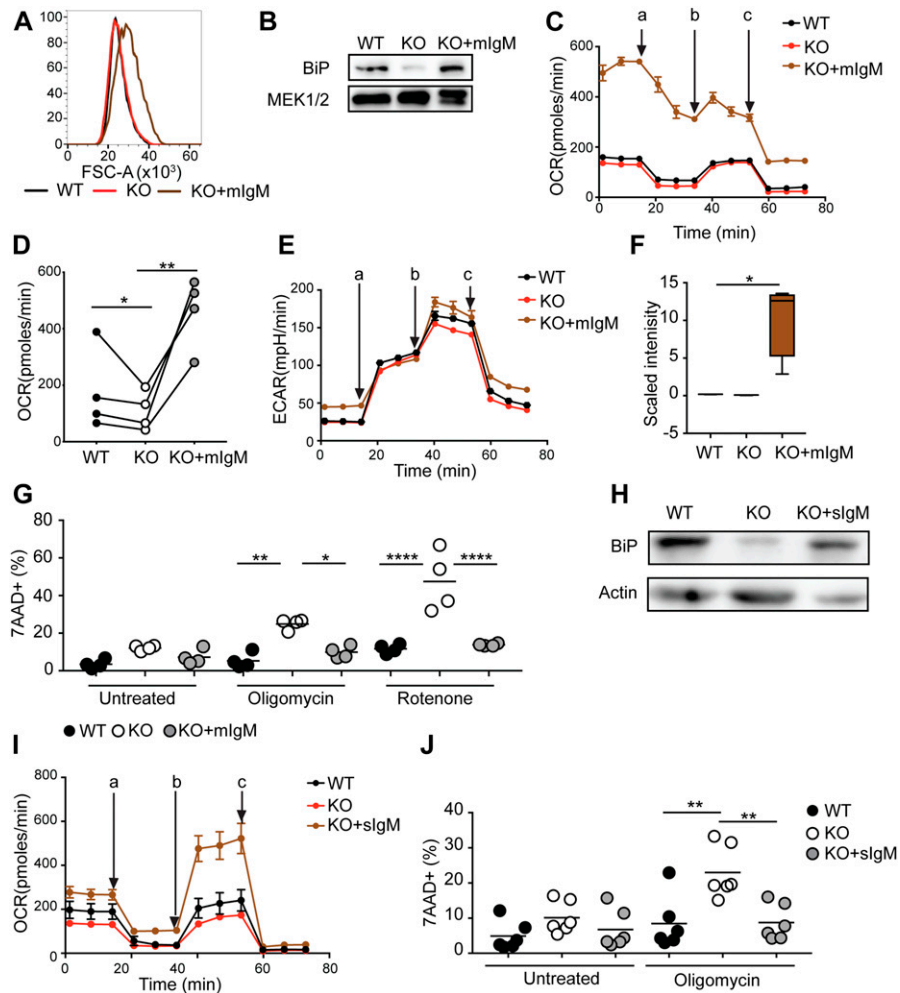 A
100
80
60
40
20
0
0 20 40 60
FSC-A (x10³)
WT KO KO+mIgM
B
WT KO KO+mIgM
BiP
MEK1/2
C
a b c
WT
KO
KO+mIgM
600
400
200
0
0 20 40 60 80
OCR(pmoles/min)
Time (min)
D
** 
*
600
400
200
0
OCR(pmoles/min)
WT KO KO+mIgM
E
a b c
WT
KO
KO+mIgM
200
150
100
50
0
0 20 40 60 80
ECAR(mpH/min)
Time (min)
F
*
15
10
5
0
-5
Scaled intenisity
WT KO KO+mIgM
G
80
60
40
20
0
7AAD+ (%)
** * **** ****
Untreated Oligomycin Rotenone
WT KO KO+mIgM
H
WT KO KO+sIgM
BiP
Actin
I
a b c
WT
KO
KO+sIgM
800
600
400
200
0
0 20 40 60 80
OCR(pmoles/min)
Time (min)
J
** **
WT
KO
KO+sIgM
40
30
20
10
0
7AAD+ (%)
Untreated Oligomycin